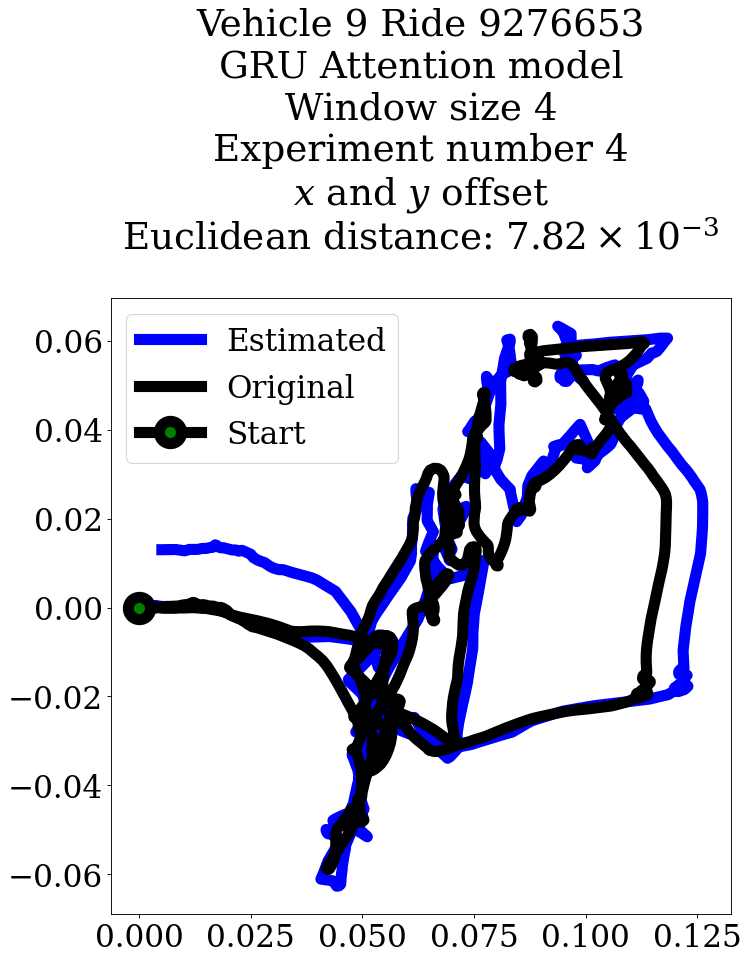 Vehicle 9 Ride 9276653
GRU Attention model
Window size 4
Experiment number 4
x and y offset
Euclidean distance: 7.82 × 10⁻³
Estimated
Original
Start
0.06
0.04
0.02
0.00
−0.02
−0.04
−0.06
0.000 0.025 0.050 0.075 0.100 0.125